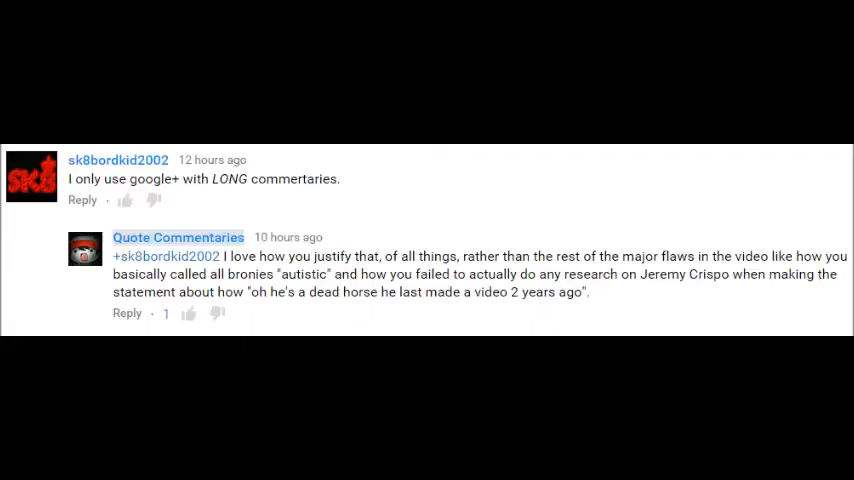 sk8bordkid2002 12 hours ago
SK8
I only use google+ with LONG commertaries.
Reply ·
Quote Commentaries 10 hours ago
+sk8bordkid2002 I love how you justify that, of all things, rather than the rest of the major flaws in the video like how you
basically called all bronies "autistic" and how you failed to actually do any research on Jeremy Crispo when making the
statement about how "oh he's a dead horse he last made a video 2 years ago".
Reply · 1